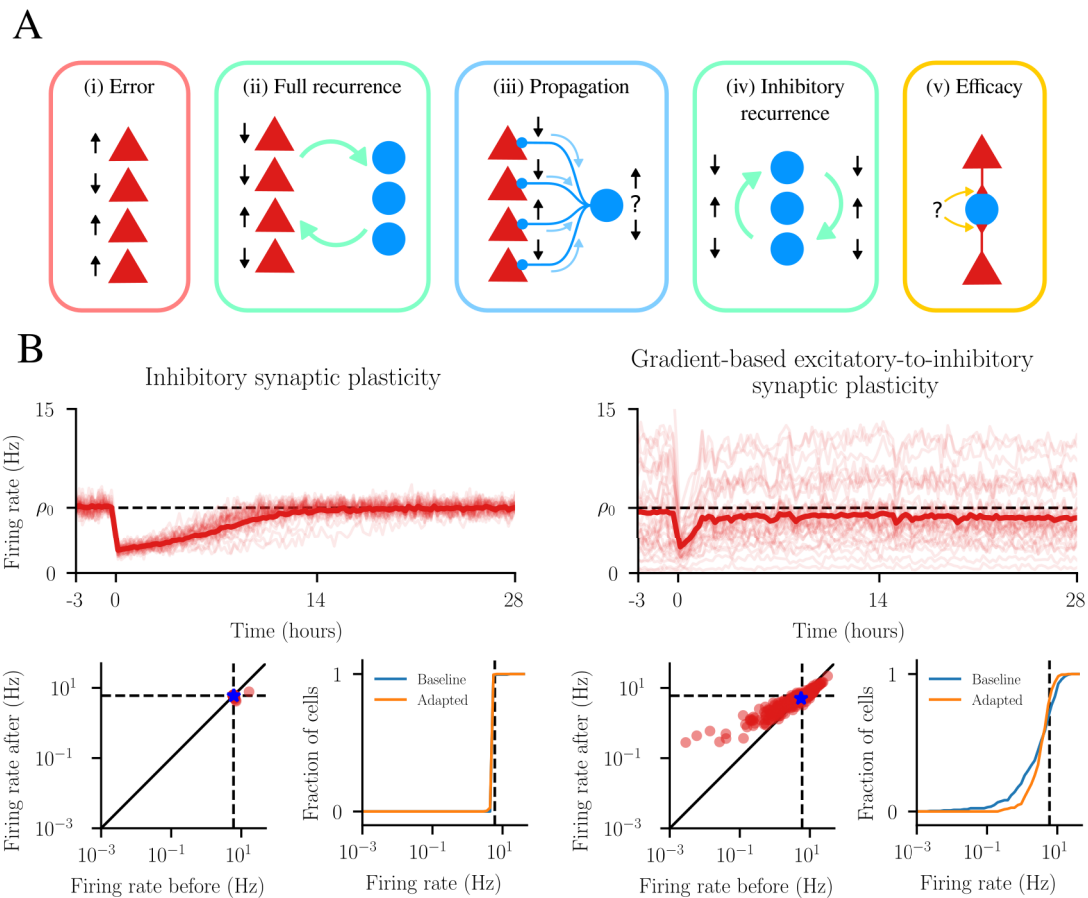 A
(i) Error
(ii) Full recurrence
(iii) Propagation
(iv) Inhibitory
recurrence
(v) Efficacy
?
?
B
Inhibitory synaptic plasticity
Firing rate (Hz)
15
ρ0
0
-3
0
14
28
Time (hours)
Gradient-based excitatory-to-inhibitory
synaptic plasticity
15
ρ0
0
-3
0
14
28
Time (hours)
Firing rate after (Hz)
10^1
10^-1
10^-3
10^-3
10^-1
10^1
Firing rate before (Hz)
Fraction of cells
1
0
Baseline
Adapted
10^-3
10^-1
10^1
Firing rate (Hz)
Firing rate after (Hz)
10^1
10^-1
10^-3
10^-3
10^-1
10^1
Firing rate before (Hz)
Fraction of cells
1
0
Baseline
Adapted
10^-3
10^-1
10^1
Firing rate (Hz)